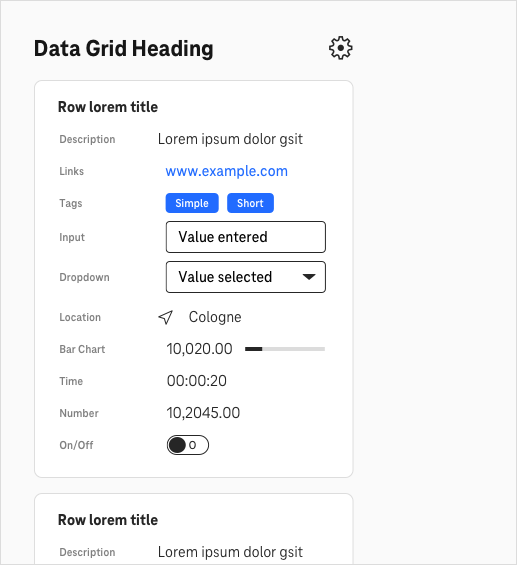 Data Grid Heading
Row lorem title
Description Lorem ipsum dolor gsit
Links www.example.com
Tags Simple Short
Input Value entered
Dropdown Value selected
Location Cologne
Bar Chart 10,020.00
Time 00:00:20
Number 10,2045.00
On/Off 0
Row lorem title
Description Lorem ipsum dolor gsit